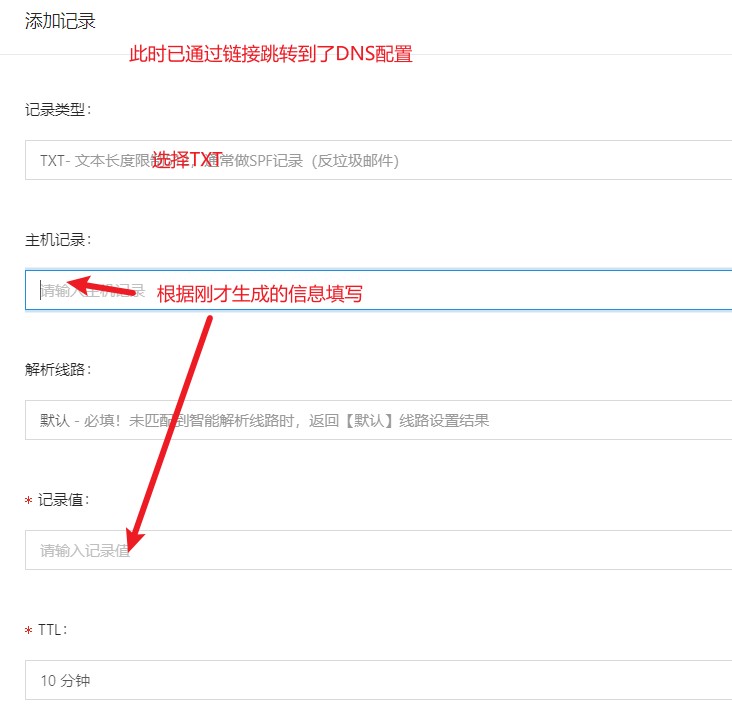 添加记录
此时已通过链接跳转到了DNS配置
记录类型：
TXT- 文本长度限制
通常做SPF记录（反垃圾邮件）
选择TXT
主机记录：
请输入主机记录
根据刚才生成的信息填写
解析线路：
默认 - 必填！未匹配到智能解析线路时，返回【默认】线路设置结果
* 记录值：
请输入记录值
* TTL：
10 分钟